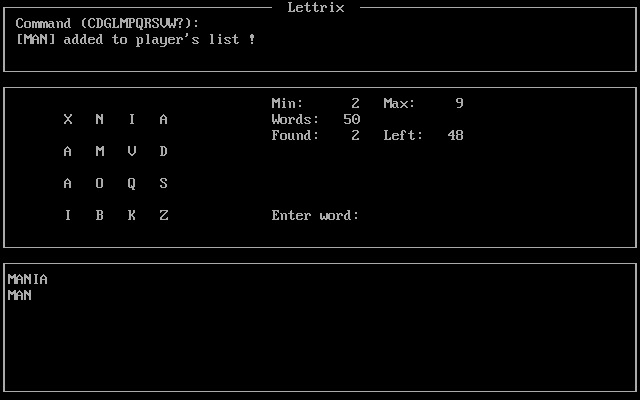 Lettrix
Command (CDGLMPQRSVW?):
[MAN] added to player's list !
Min: 2 Max: 9
X N I A Words: 50
Found: 2 Left: 48
A M V D
A O Q S
I B K Z Enter word:
MANIA
MAN